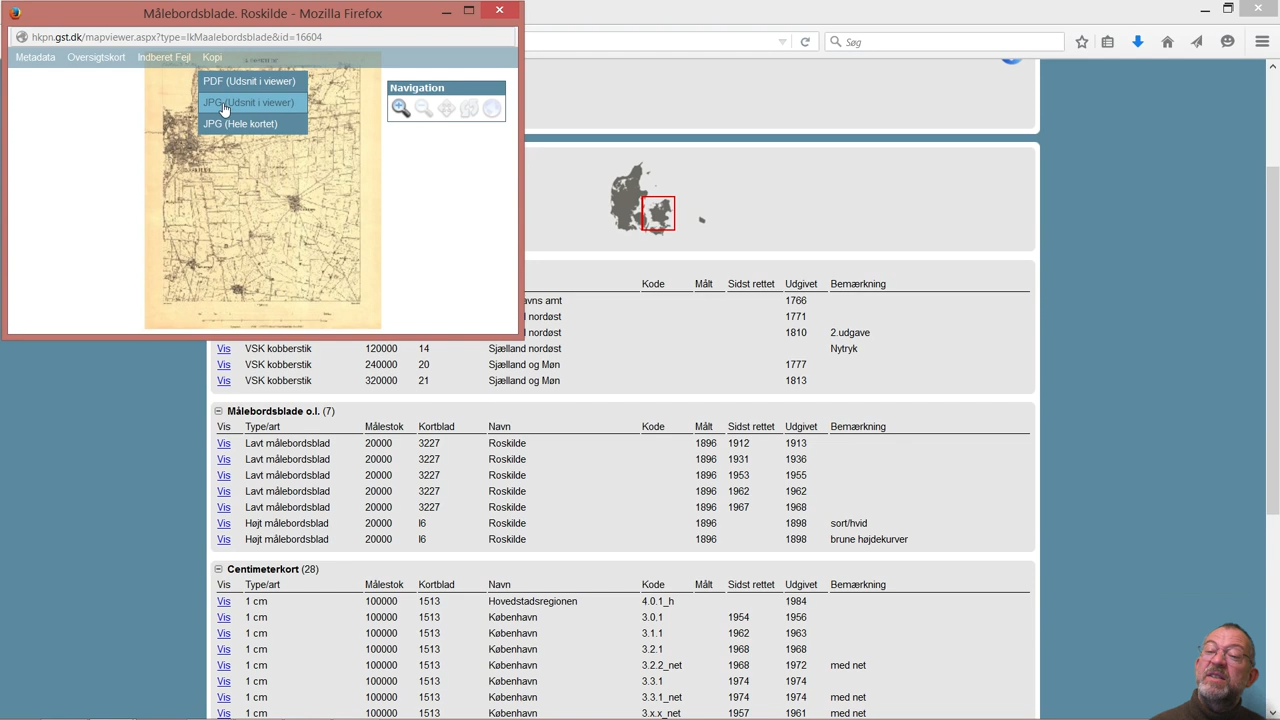 Målebordsblade. Roskilde - Mozilla Firefox
hkpn.gst.dk/mapviewer.aspx?type=lkMaalebordsblade&id=16604
Metadata Oversigtskort Indberet Fejl Kopi
PDF (Udsnit i viewer)
JPG (Udsnit i viewer)
JPG (Hele kortet)
Navigation
Søg
Kode Målt Sidst rettet Udgivet Bemærkning
avns amt 1766
nordøst 1771
nordøst 1810 2.udgave
Vis VSK kobberstik 120000 14 Sjælland nordøst Nytryk
Vis VSK kobberstik 240000 20 Sjælland og Møn 1777
Vis VSK kobberstik 320000 21 Sjælland og Møn 1813
Målebordsblade o.l. (7)
Vis Type/art Målestok Kortblad Navn Kode Målt Sidst rettet Udgivet Bemærkning
Vis Lavt målebordsblad 20000 3227 Roskilde 1896 1912 1913
Vis Lavt målebordsblad 20000 3227 Roskilde 1896 1931 1936
Vis Lavt målebordsblad 20000 3227 Roskilde 1896 1953 1955
Vis Lavt målebordsblad 20000 3227 Roskilde 1896 1962 1962
Vis Lavt målebordsblad 20000 3227 Roskilde 1896 1967 1968
Vis Højt målebordsblad 20000 I6 Roskilde 1896 1898 sort/hvid
Vis Højt målebordsblad 20000 I6 Roskilde 1896 1898 brune højdekurver
Centimeterkort (28)
Vis Type/art Målestok Kortblad Navn Kode Målt Sidst rettet Udgivet Bemærkning
Vis 1 cm 100000 1513 Hovedstadsregionen 4.0.1_h 1984
Vis 1 cm 100000 1513 København 3.0.1 1954 1956
Vis 1 cm 100000 1513 København 3.1.1 1962 1963
Vis 1 cm 100000 1513 København 3.2.1 1968 1968
Vis 1 cm 100000 1513 København 3.2.2_net 1968 1972 med net
Vis 1 cm 100000 1513 København 3.3.1 1974 1974
Vis 1 cm 100000 1513 København 3.3.1_net 1974 1974 med net
Vis 1 cm 100000 1513 København 3.x.x_net 1957 1961 med net